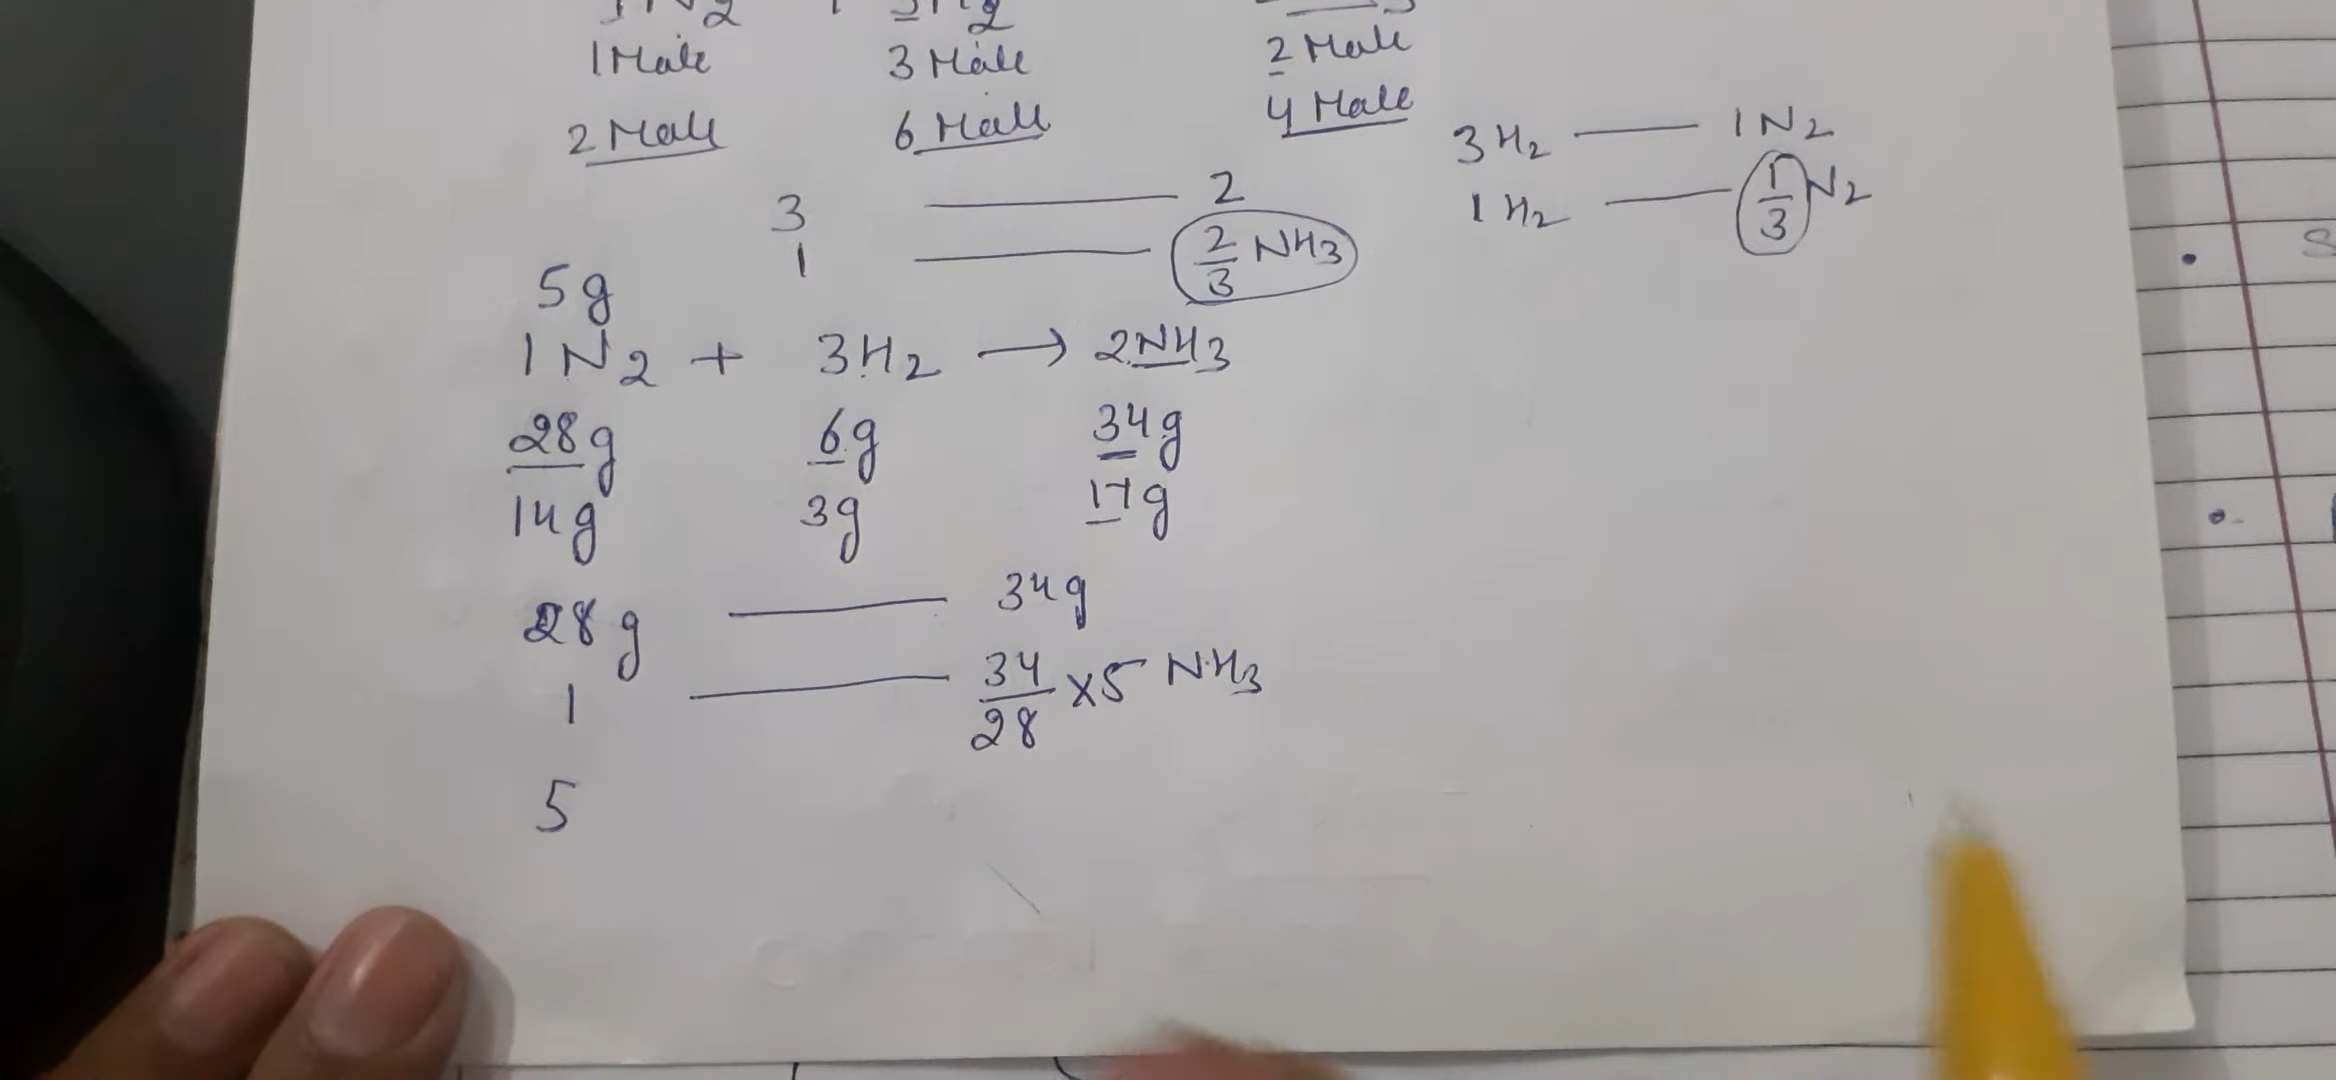 1 Mole 3 Mole 2 Mole
2 Mole 6 Mole 4 Mole
3H2 — 1N2
1H2 — 1/3 N2
3 — 2
1 — 2/3 NH3
5g
1N2 + 3H2 → 2NH3
28g 6g 34g
14g 3g 17g
28g — 34g
1 — 34/28 x5 NH3
5